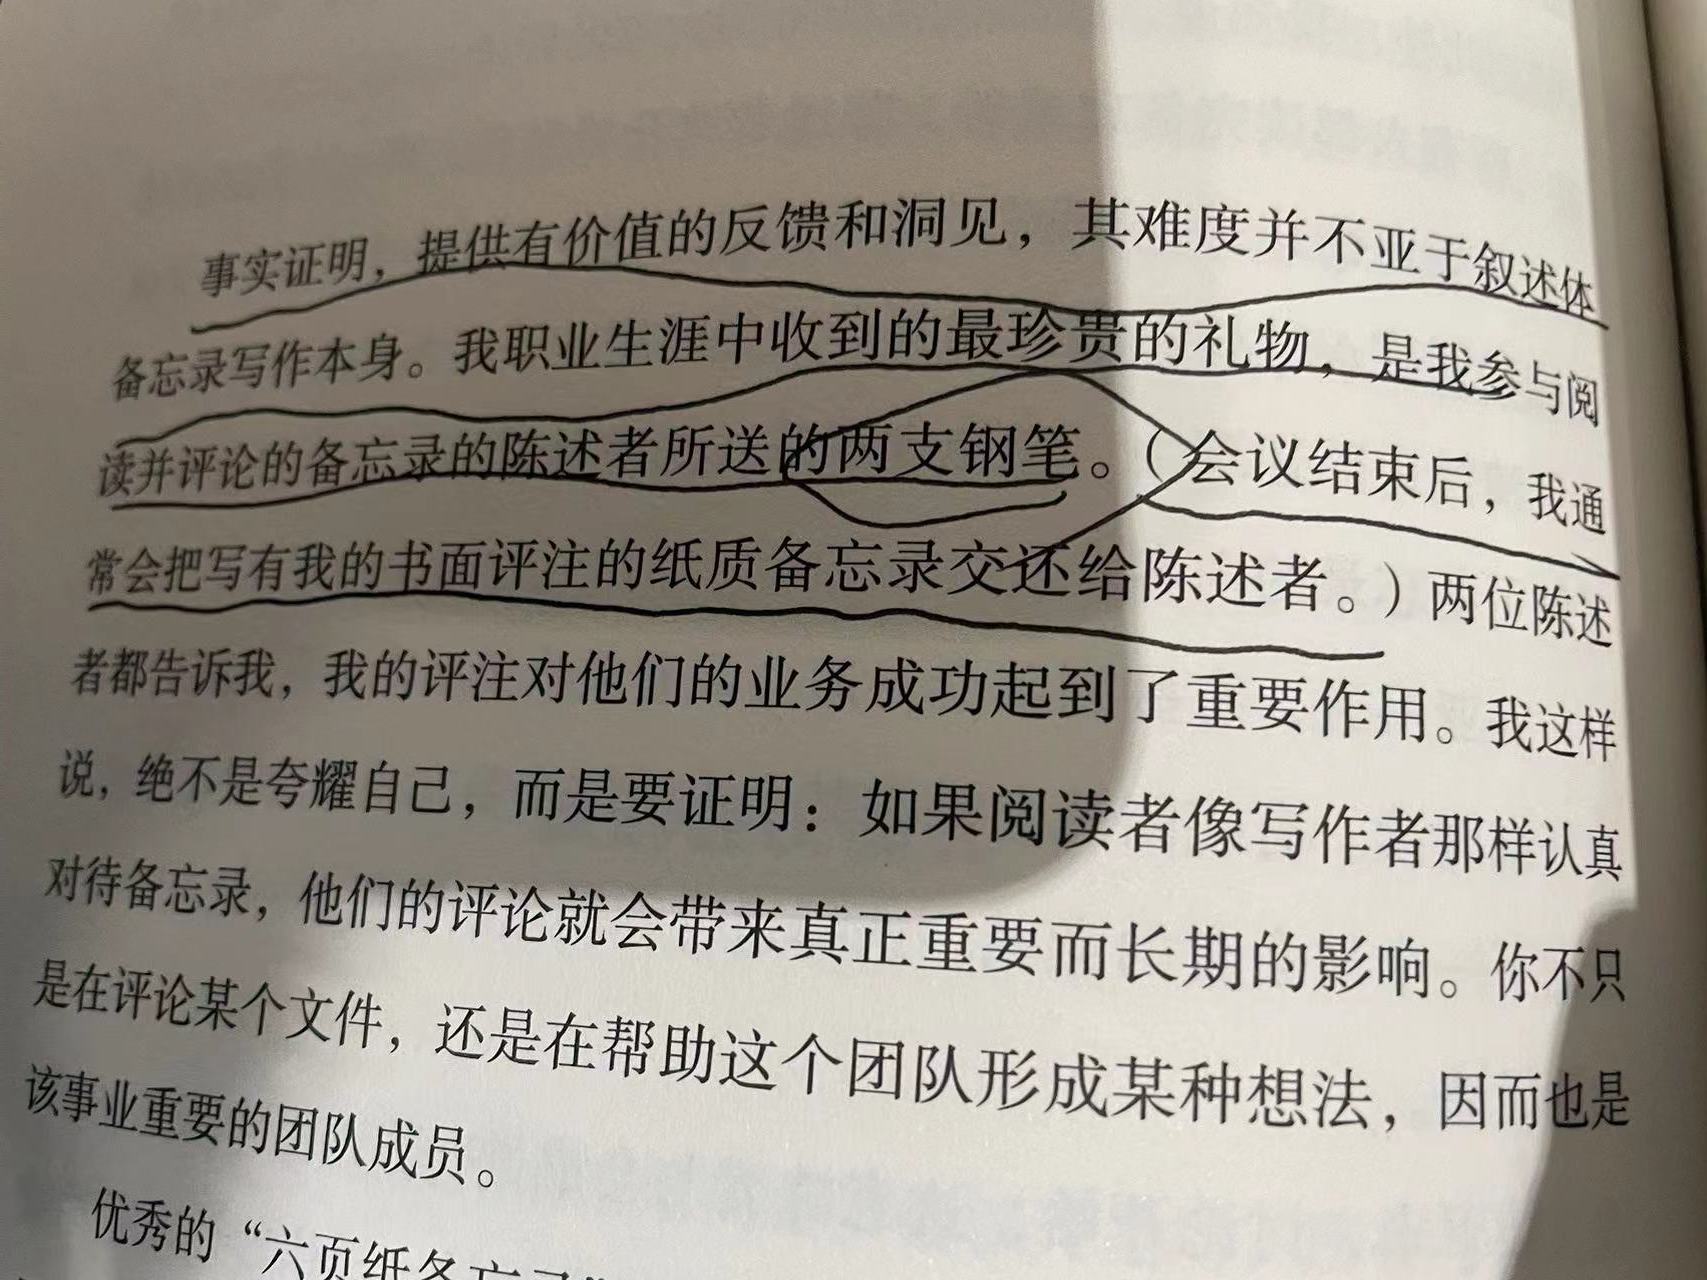 事实证明，提供有价值的反馈和洞见，其难度并不亚于叙述体
备忘录写作本身。我职业生涯中收到的最珍贵的礼物，是我参与阅
读并评论的备忘录的陈述者所送的两支钢笔。（会议结束后，我通
常会把写有我的书面评注的纸质备忘录交还给陈述者。）两位陈述
者都告诉我，我的评注对他们的业务成功起到了重要作用。我这样
说，绝不是夸耀自己，而是要证明：如果阅读者像写作者那样认真
对待备忘录，他们的评论就会带来真正重要而长期的影响。你不只
是在评论某个文件，还是在帮助这个团队形成某种想法，因而也是
该事业重要的团队成员。
优秀的“六页纸备忘录”